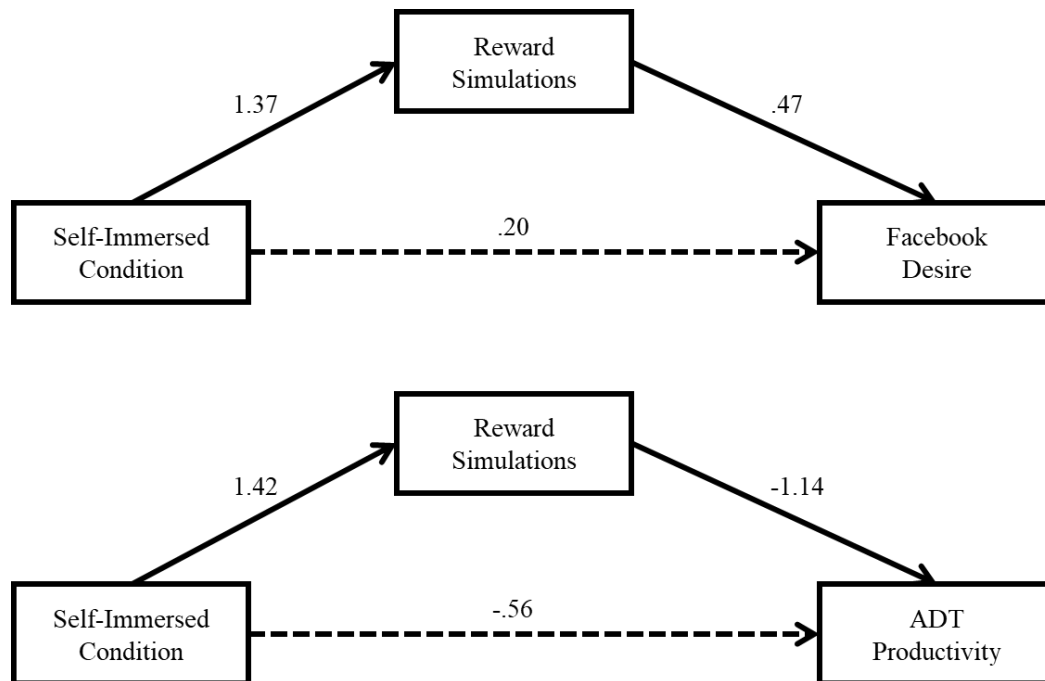 Reward
Simulations
1.37
.47
Self-Immersed
Condition
.20
Facebook
Desire
Reward
Simulations
1.42
-1.14
Self-Immersed
Condition
-.56
ADT
Productivity